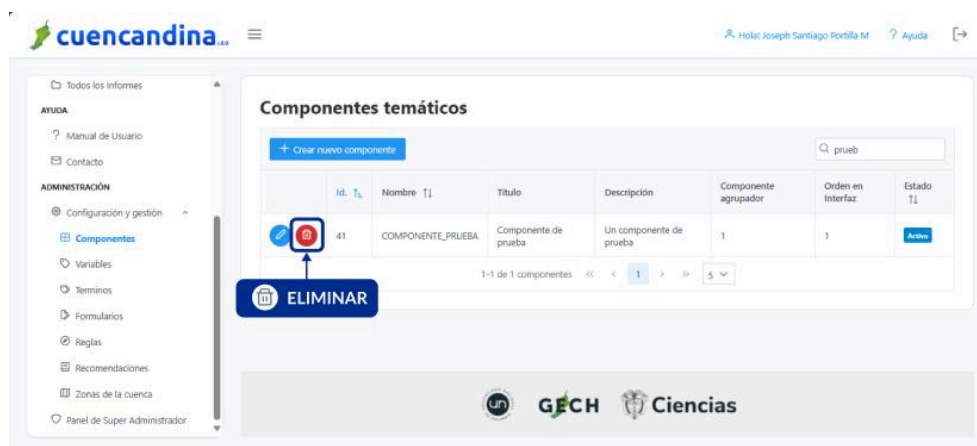 cuencandina
Hola! Joseph Santiago Portilla M
? Ayuda
Todos los Informes
AYUDA
? Manual de Usuario
Contacto
ADMINISTRACIÓN
Configuración y gestión
Componentes
Variables
Terminos
Formularios
Reglas
Recomendaciones
Zonas de la cuenca
Panel de Super Administrador
Componentes temáticos
+ Crear nuevo componente
prueb
Id. Nombre Título Descripción Componente agrupador Orden en Interfaz Estado
41 COMPONENTE_PRUEBA Componente de prueba Un componente de prueba 1 1 Activo
1-1 de 1 componentes « < 1 > » 5
ELIMINAR
un GECH Ciencias